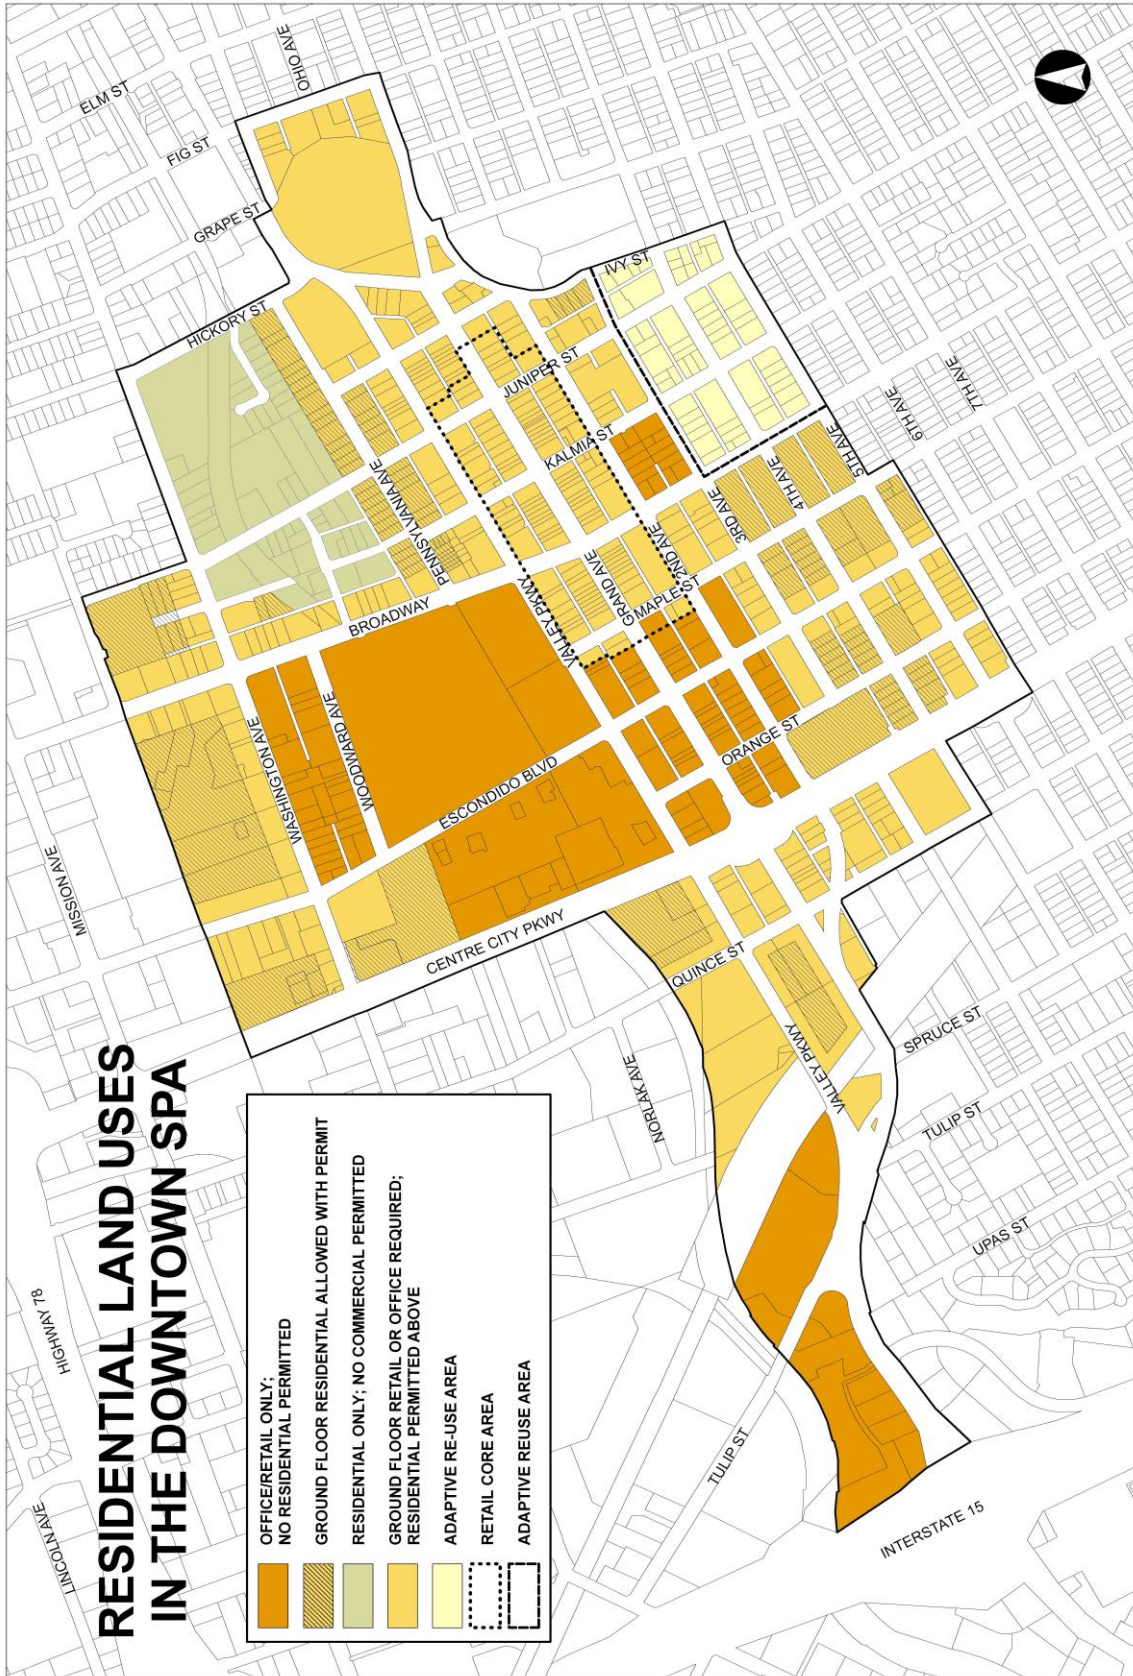 RESIDENTIAL LAND USES
IN THE DOWNTOWN SPA
OFFICE/RETAIL ONLY;
NO RESIDENTIAL PERMITTED
GROUND FLOOR RESIDENTIAL ALLOWED WITH PERMIT
RESIDENTIAL ONLY; NO COMMERCIAL PERMITTED
GROUND FLOOR RETAIL OR OFFICE REQUIRED;
RESIDENTIAL PERMITTED ABOVE
ADAPTIVE RE-USE AREA
RETAIL CORE AREA
ADAPTIVE REUSE AREA
LINCOLN AVE
HIGHWAY 78
MISSION AVE
ELM ST
FIG ST
OHIO AVE
GRAPE ST
HICKORY ST
WASHINGTON AVE
WOODWARD AVE
BROADWAY
PENNSYLVANIA AVE
ESCONDIDO BLVD
CENTRE CITY PKWY
VALLEY PKWY
JUNIPER ST
IVY ST
KALMIA ST
GRAND AVE
MAPLE ST
2ND AVE
3RD AVE
4TH AVE
5TH AVE
6TH AVE
7TH AVE
ORANGE ST
QUINCE ST
NORLAK AVE
VALLEY PKWY
SPRUCE ST
TULIP ST
UPAS ST
TULIP ST
INTERSTATE 15